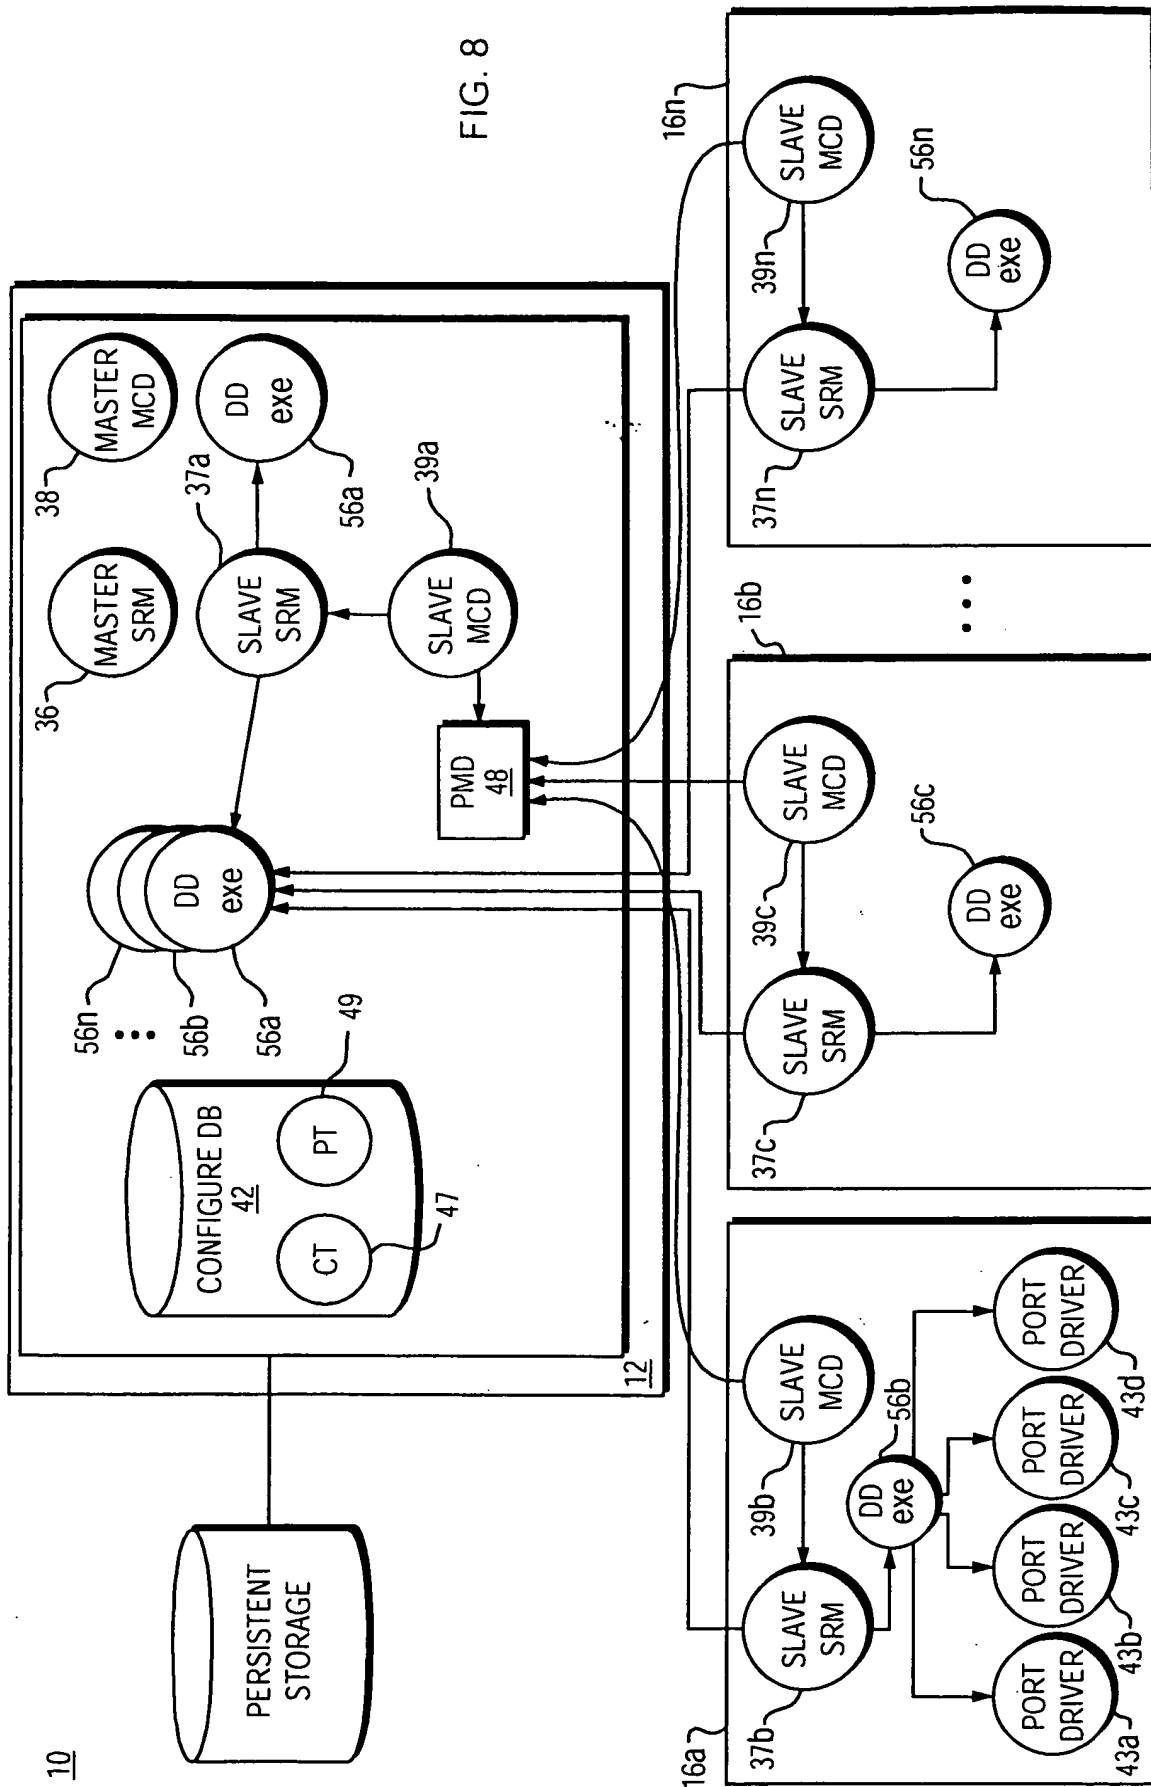 10
PERSISTENT
STORAGE
CONFIGURE DB
42
CT
PT
47
49
56n
56b
56a
DD
exe
36
MASTER
SRM
38
MASTER
MCD
SLAVE
SRM
37a
DD
exe
56a
SLAVE
MCD
39a
PMD
48
12
FIG. 8
16a
SLAVE
SRM
37b
SLAVE
MCD
39b
DD
exe
56b
PORT
DRIVER
43a
PORT
DRIVER
43b
PORT
DRIVER
43c
PORT
DRIVER
43d
16b
SLAVE
SRM
37c
SLAVE
MCD
39c
DD
exe
56c
16n
SLAVE
SRM
37n
SLAVE
MCD
39n
DD
exe
56n